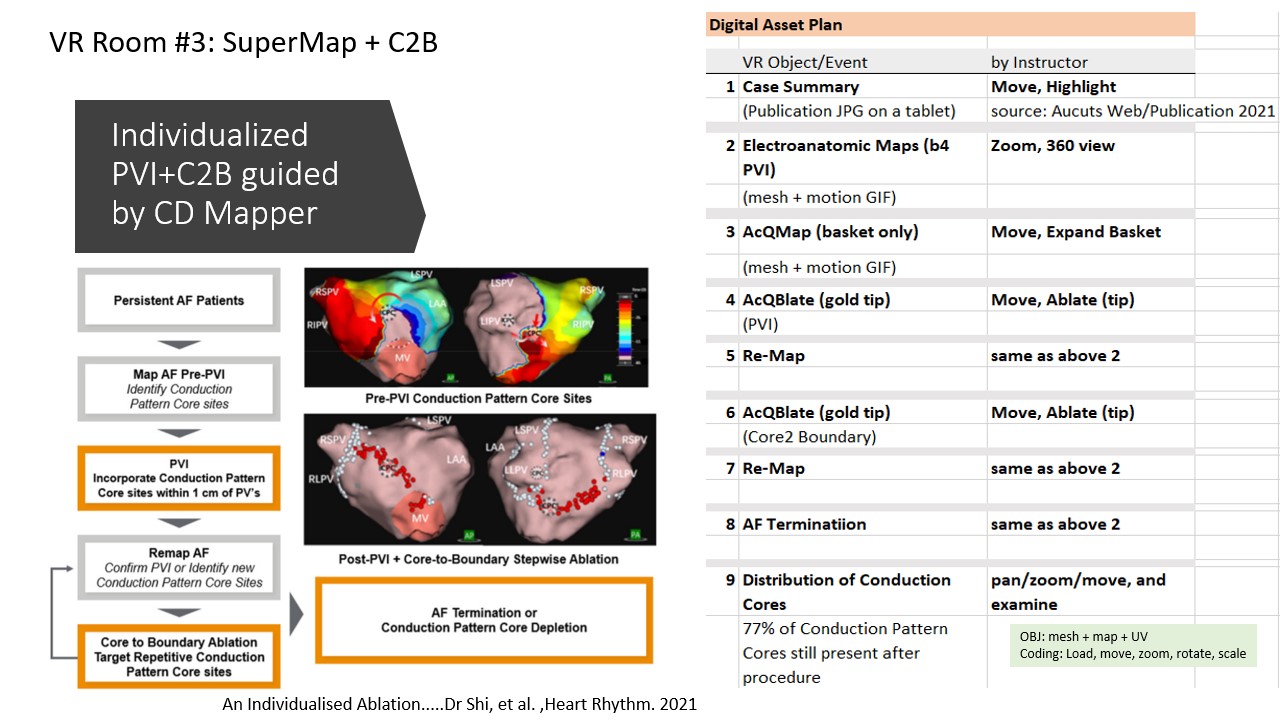 VR Room #3: SuperMap + C2B
Individualized
PVI+C2B guided
by CD Mapper
Persistent AF Patients
Map AF Pre-PVI
Identify Conduction
Pattern Core sites
PVI
Incorporate Conduction Pattern
Core sites within 1 cm of PV's
Remap AF
Confirm PVI or Identify new
Conduction Pattern Core Sites
Core to Boundary Ablation
Target Repetitive Conduction
Pattern Core sites
LSPV
RSPV
LAA
CPC
RIPV
MV
AP
LSPV
RSPV
LIPV
CPC
CPC
RIPV
PA
Pre-PVI Conduction Pattern Core Sites
LSPV
RSPV
LAA
CPC
RLPV
MV
AP
LSPV
LAA
RSPV
LLPV
CPC
RLPV
CPC
PA
Post-PVI + Core-to-Boundary Stepwise Ablation
AF Termination or
Conduction Pattern Core Depletion
An Individualised Ablation.....Dr Shi, et al. ,Heart Rhythm. 2021
Digital Asset Plan
VR Object/Event by Instructor
1 Case Summary Move, Highlight
(Publication JPG on a tablet) source: Aucuts Web/Publication 2021
2 Electroanatomic Maps (b4 Zoom, 360 view
PVI)
(mesh + motion GIF)
3 AcQMap (basket only) Move, Expand Basket
(mesh + motion GIF)
4 AcQBlate (gold tip) Move, Ablate (tip)
(PVI)
5 Re-Map same as above 2
6 AcQBlate (gold tip) Move, Ablate (tip)
(Core2 Boundary)
7 Re-Map same as above 2
8 AF Terminatiion same as above 2
9 Distribution of Conduction pan/zoom/move, and
Cores examine
77% of Conduction Pattern
Cores still present after
procedure
OBJ: mesh + map + UV
Coding: Load, move, zoom, rotate, scale